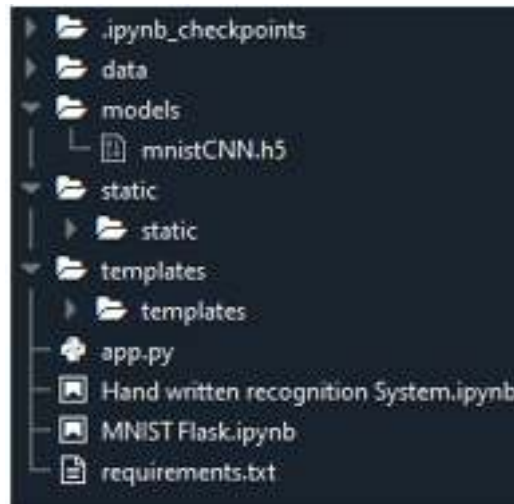 .ipynb_checkpoints
data
models
mnistCNN.h5
static
static
templates
templates
app.py
Hand written recognition System.ipynb
MNIST Flask.ipynb
requirements.txt